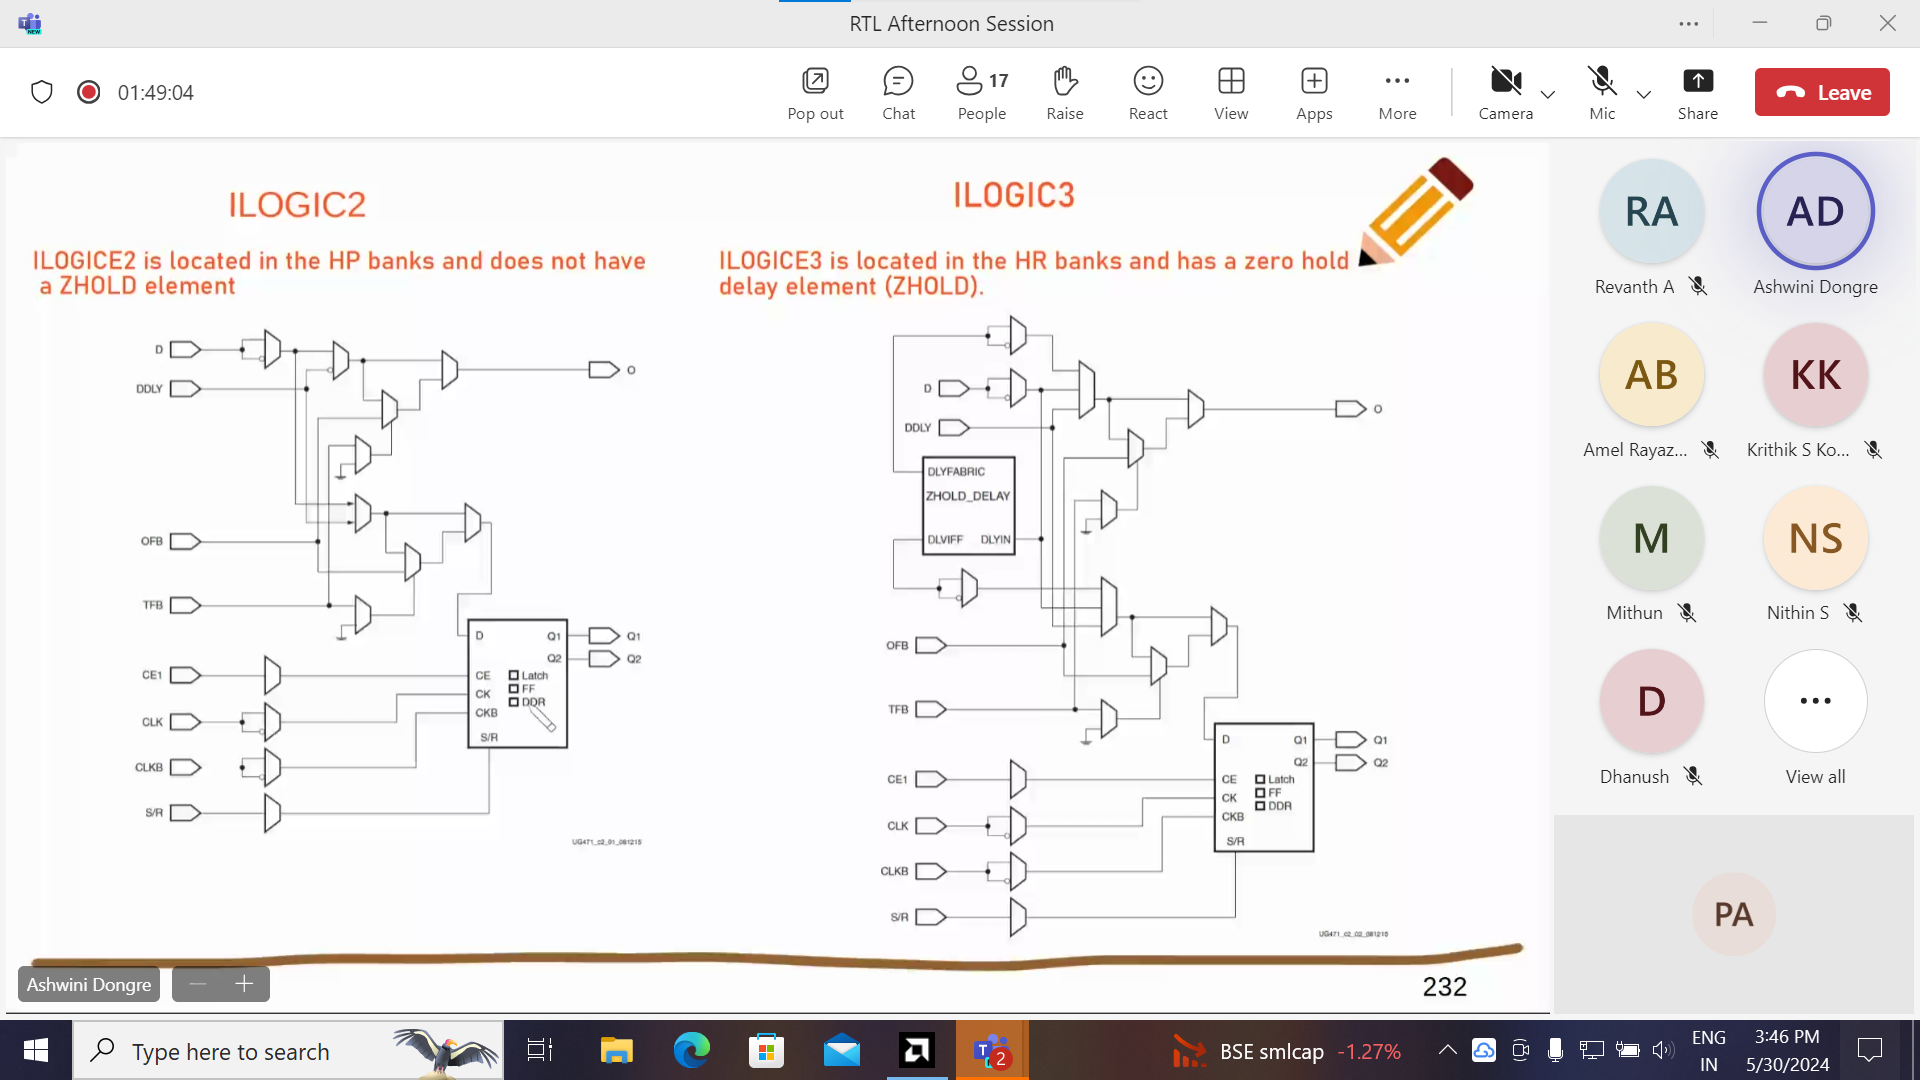 RTL Afternoon Session
NEW
01:49:04
Pop out
Chat
17
People
Raise
React
View
Apps
More
Camera
Mic
Share
Leave
ILOGIC2
ILOGICE2 is located in the HP banks and does not have
a ZHOLD element
D
DDLY
O
OFB
TFB
CE1
CLK
CLKB
S/R
D
Q1
Q2
CE
CK
CKB
S/R
Latch
FF
DDR
Q1
Q2
UG471_c2_01_081215
ILOGIC3
ILOGICE3 is located in the HR banks and has a zero hold
delay element (ZHOLD).
D
DDLY
O
DLYFABRIC
ZHOLD_DELAY
DLVIFF DLYIN
OFB
TFB
CE1
CLK
CLKB
S/R
D
Q1
Q2
CE
CK
CKB
S/R
Latch
FF
DDR
Q1
Q2
UG471_c2_02_081215
232
Ashwini Dongre
RA
Revanth A
AD
Ashwini Dongre
AB
Amel Rayaz...
KK
Krithik S Ko...
M
Mithun
NS
Nithin S
D
Dhanush
View all
PA
Type here to search
2
BSE smlcap -1.27%
ENG
IN
3:46 PM
5/30/2024